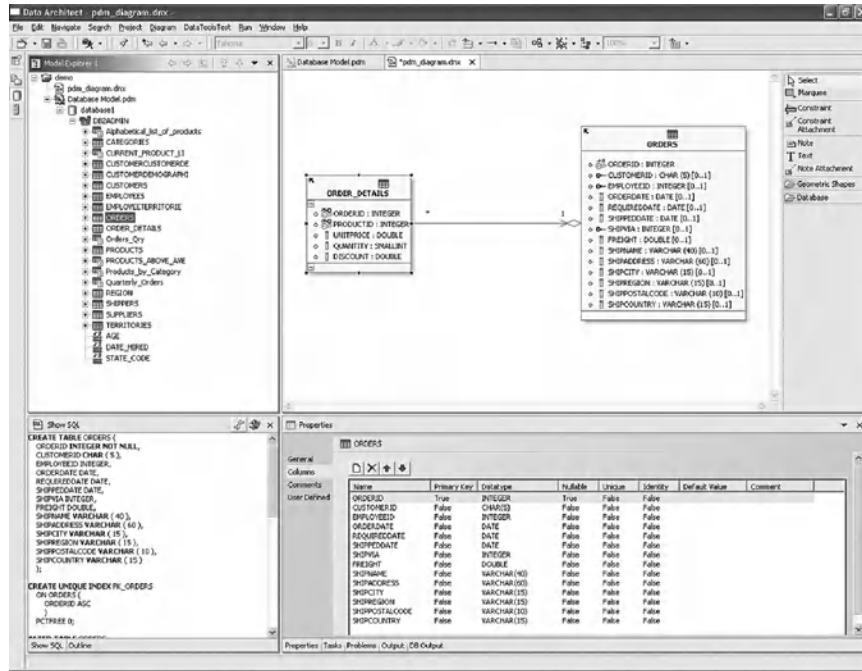 Data Architect - pdm_diagram.dnx -
File Edit Navigate Search Project Diagram DataToolsTest Run Window Help
Tahoma
100%
Model Explorer
demo
pdm_diagram.dnx
Database Model.pdm
database1
DB2ADMIN
Alphabetical_list_of_products
CATEGORIES
CURRENT_PRODUCT_LI
CUSTOMERCUSTOMERDE
CUSTOMERDEMOGRAPHI
CUSTOMERS
EMPLOYEES
EMPLOYEETERRITORIE
ORDERS
ORDER_DETAILS
Orders_Qry
PRODUCTS
PRODUCTS_ABOVE_AVE
Products_by_Category
Quarterly_Orders
REGION
SHIPPERS
SUPPLIERS
TERRITORIES
AGE
DATE_HIRED
STATE_CODE
Database Model.pdm
*pdm_diagram.dnx
ORDER_DETAILS
ORDERID : INTEGER
PRODUCTID : INTEGER
UNITPRICE : DOUBLE
QUANTITY : SMALLINT
DISCOUNT : DOUBLE
*
1
ORDERS
ORDERID : INTEGER
CUSTOMERID : CHAR (5) [0..1]
EMPLOYEEID : INTEGER [0..1]
ORDERDATE : DATE [0..1]
REQUIREDDATE : DATE [0..1]
SHIPPEDDATE : DATE [0..1]
SHIPVIA : INTEGER [0..1]
FREIGHT : DOUBLE [0..1]
SHIPNAME : VARCHAR (40) [0..1]
SHIPADDRESS : VARCHAR (60) [0..1]
SHIPCITY : VARCHAR (15) [0..1]
SHIPREGION : VARCHAR (15) [0..1]
SHIPPOSTALCODE : VARCHAR (10) [0..1]
SHIPCOUNTRY : VARCHAR (15) [0..1]
Select
Marquee
Constraint
Constraint
Attachment
Note
Text
Note Attachment
Geometric Shapes
Database
Show SQL
CREATE TABLE ORDERS (
ORDERID INTEGER NOT NULL,
CUSTOMERID CHAR ( 5 ),
EMPLOYEEID INTEGER,
ORDERDATE DATE,
REQUIREDDATE DATE,
SHIPPEDDATE DATE,
SHIPVIA INTEGER,
FREIGHT DOUBLE,
SHIPNAME VARCHAR ( 40 ),
SHIPADDRESS VARCHAR ( 60 ),
SHIPCITY VARCHAR ( 15 ),
SHIPREGION VARCHAR ( 15 ),
SHIPPOSTALCODE VARCHAR ( 10 ),
SHIPCOUNTRY VARCHAR ( 15 )
);
CREATE UNIQUE INDEX PK_ORDERS
ON ORDERS (
ORDERID ASC
)
PCTFREE 0;
Show SQL Outline
Properties
ORDERS
General
Columns
Comments
User Defined
Name Primary Key Datatype Nullable Unique Identity Default Value Comment
ORDERID True INTEGER True False False
CUSTOMERID False CHAR(5) False False False
EMPLOYEEID False INTEGER False False False
ORDERDATE False DATE False False False
REQUIREDDATE False DATE False False False
SHIPPEDDATE False DATE False False False
SHIPVIA False INTEGER False False False
FREIGHT False DOUBLE False False False
SHIPNAME False VARCHAR(40) False False False
SHIPADDRESS False VARCHAR(60) False False False
SHIPCITY False VARCHAR(15) False False False
SHIPREGION False VARCHAR(15) False False False
SHIPPOSTALCODE False VARCHAR(10) False False False
SHIPCOUNTRY False VARCHAR(15) False False False
Properties Tasks Problems Output DB Output